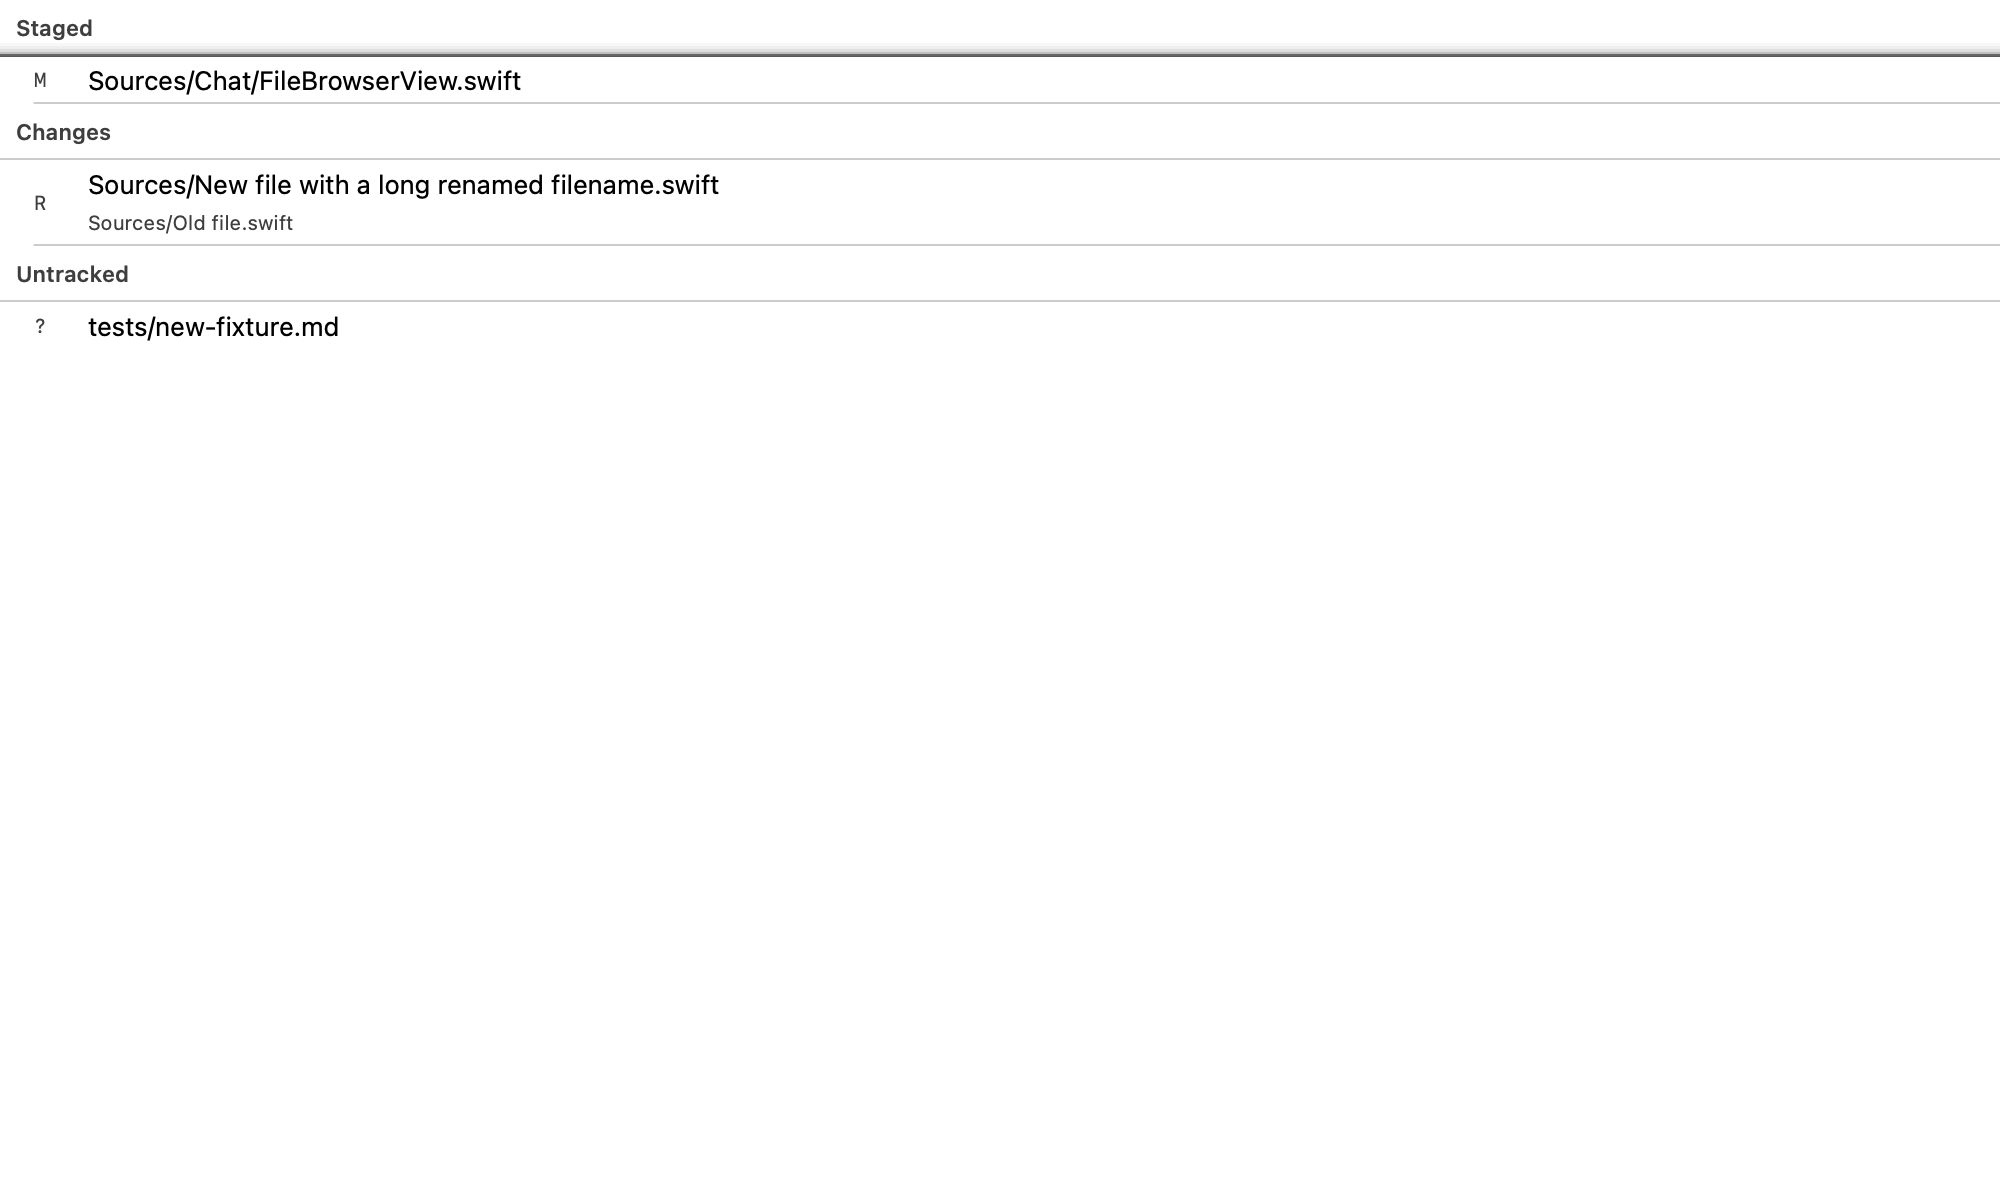 Staged
M Sources/Chat/FileBrowserView.swift
Changes
R Sources/New file with a long renamed filename.swift
Sources/Old file.swift
Untracked
? tests/new-fixture.md